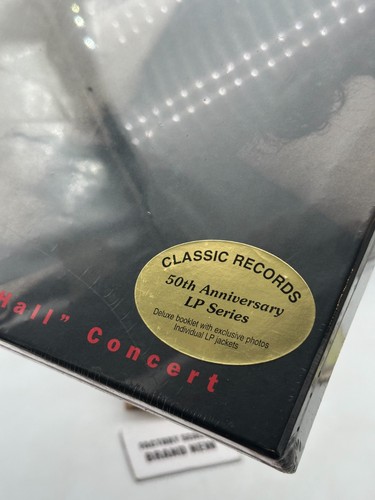 Hall" Concert
CLASSIC RECORDS
50th Anniversary
LP Series
Deluxe booklet with exclusive photos
Individual LP jackets
FACTORY SEALED
BRAND NEW